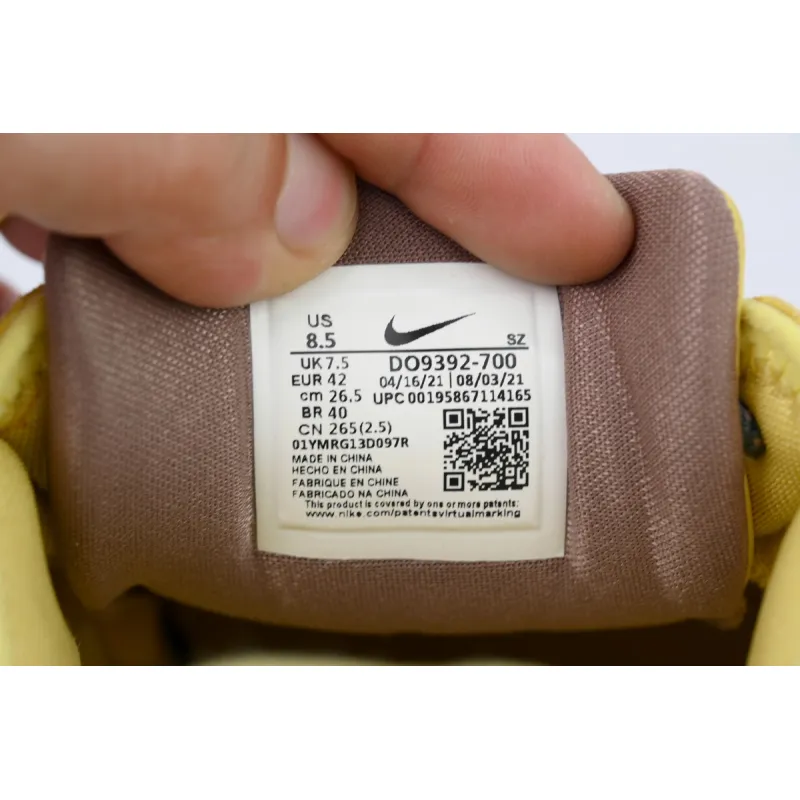 US
8.5 SZ
UK 7.5 DO9392-700
EUR 42 04/16/21 | 08/03/21
cm 26.5 UPC 00195867114165
BR 40
CN 265(2.5)
01YMRG13D097R
MADE IN CHINA
HECHO EN CHINA
FABRIQUE EN CHINE
FABRICADO NA CHINA
This product is covered by one or more patents:
www.nike.com/patentsvirtualmarking